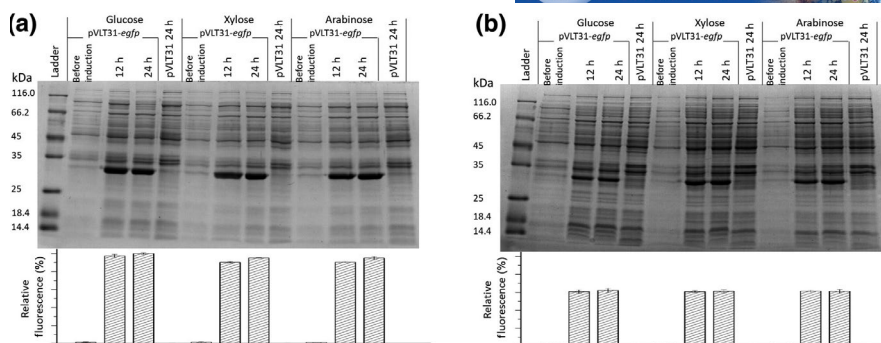 (a)
Glucose Xylose Arabinose
pVLT31-egfp pVLT31-egfp pVLT31-egfp
Ladder
Before induction
12 h
24 h
pVLT31 24 h
Before induction
12 h
24 h
pVLT31 24 h
Before induction
12 h
24 h
pVLT31 24 h
kDa
116.0
66.2
45
35
25
18.4
14.4
Relative
fluorescence (%)
(b)
Glucose Xylose Arabinose
pVLT31-egfp pVLT31-egfp pVLT31-egfp
Ladder
Before induction
12 h
24 h
pVLT31 24 h
Before induction
12 h
24 h
pVLT31 24 h
Before induction
12 h
24 h
pVLT31 24 h
kDa
116.0
66.2
45
35
25
18.4
14.4
Relative
fluorescence (%)